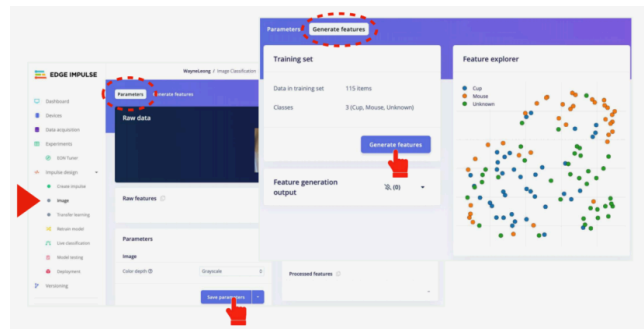 EDGE IMPULSE
Dashboard
Devices
Data acquisition
Experiments
EON Tuner
Impulse design
Create impulse
Image
Transfer learning
Retrain model
Live classification
Model testing
Deployment
Versioning
WayneLeong / Image Classification
Parameters Generate features
Raw data
Raw features
Parameters
Image
Color depth Grayscale
Save parameters
Parameters Generate features
Training set
Data in training set 115 items
Classes 3 (Cup, Mouse, Unknown)
Generate features
Feature generation
output (0)
Processed features
Feature explorer
Cup
Mouse
Unknown